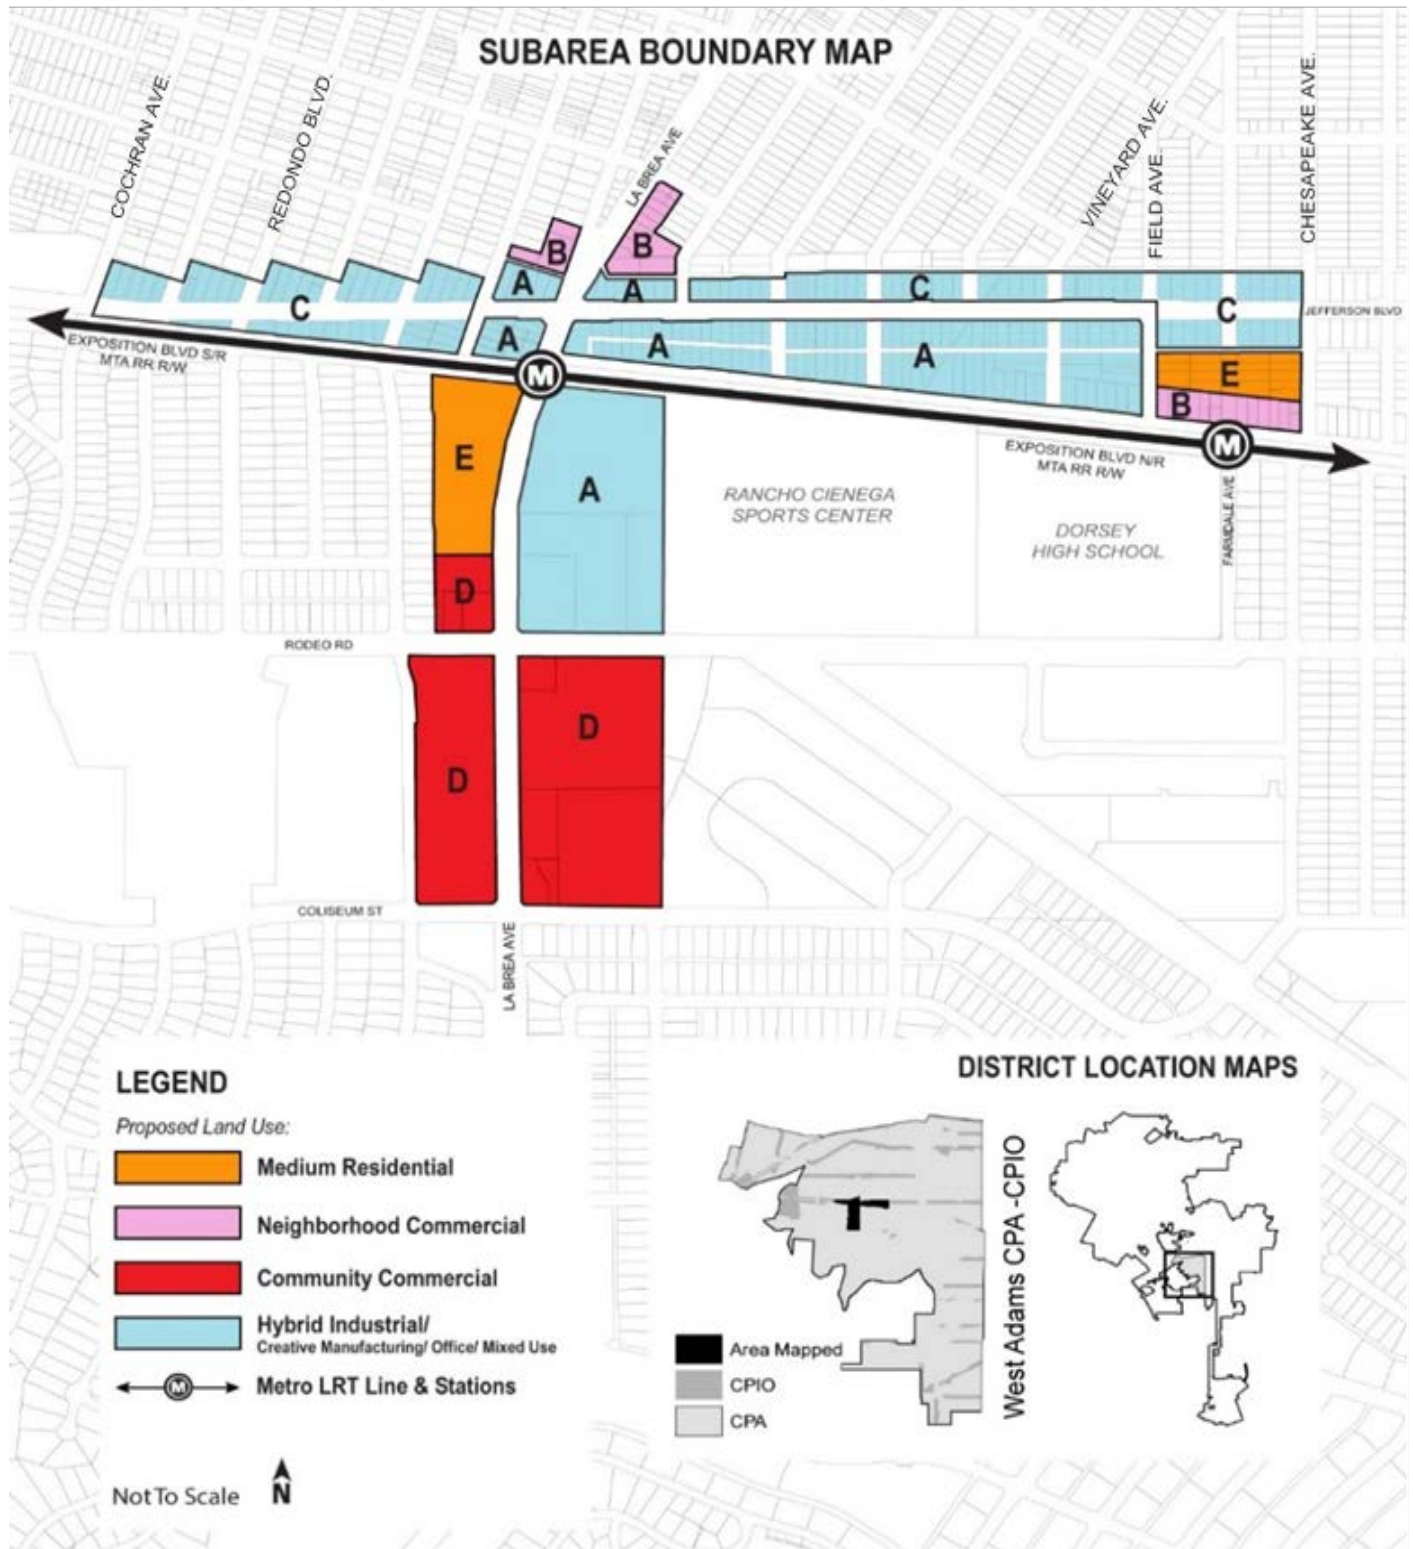 SUBAREA BOUNDARY MAP
COCHRAN AVE.
REDONDO BLVD.
LA BREA AVE
VINEYARD AVE.
FIELD AVE.
CHESAPEAKE AVE.
B
B
A
A
C
C
C
JEFFERSON BLVD
A
A
A
EXPOSITION BLVD S/R
MTA RR R/W
M
E
B
M
EXPOSITION BLVD N/R
MTA RR R/W
E
A
RANCHO CIENEGA
SPORTS CENTER
DORSEY
HIGH SCHOOL
FARMDALE AVE
D
RODEO RD
D
D
COLISEUM ST
LA BREA AVE
LEGEND
Proposed Land Use:
Medium Residential
Neighborhood Commercial
Community Commercial
Hybrid Industrial/
Creative Manufacturing/ Office/ Mixed Use
M
Metro LRT Line & Stations
Not To Scale
N
DISTRICT LOCATION MAPS
West Adams CPA -CPIO
Area Mapped
CPIO
CPA